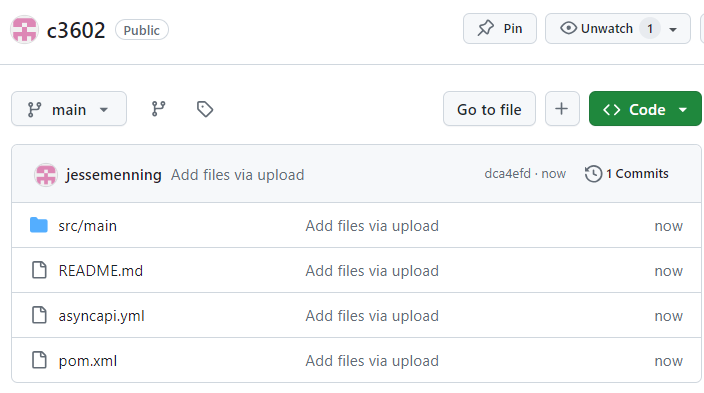 c3602 Public Pin Unwatch 1
main Go to file Code
jessemenning Add files via upload dca4efd · now 1 Commits
src/main Add files via upload now
README.md Add files via upload now
asyncapi.yml Add files via upload now
pom.xml Add files via upload now